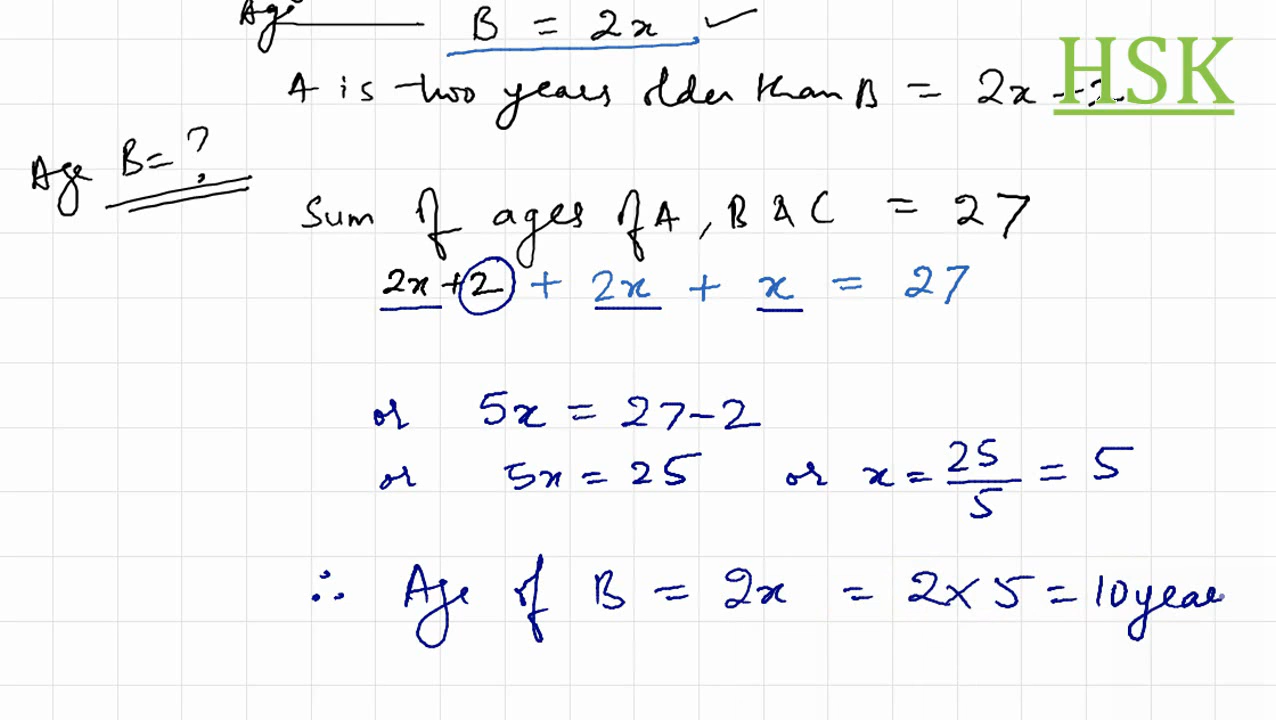 Age B = 2x ✓
HSK
A is two years older than B = 2x + 2
Age B = ?
Sum of ages of A, B & C = 27
2x + 2 + 2x + x = 27
or 5x = 27 - 2
or 5x = 25 or x = 25/5 = 5
∴ Age of B = 2x = 2 × 5 = 10 year